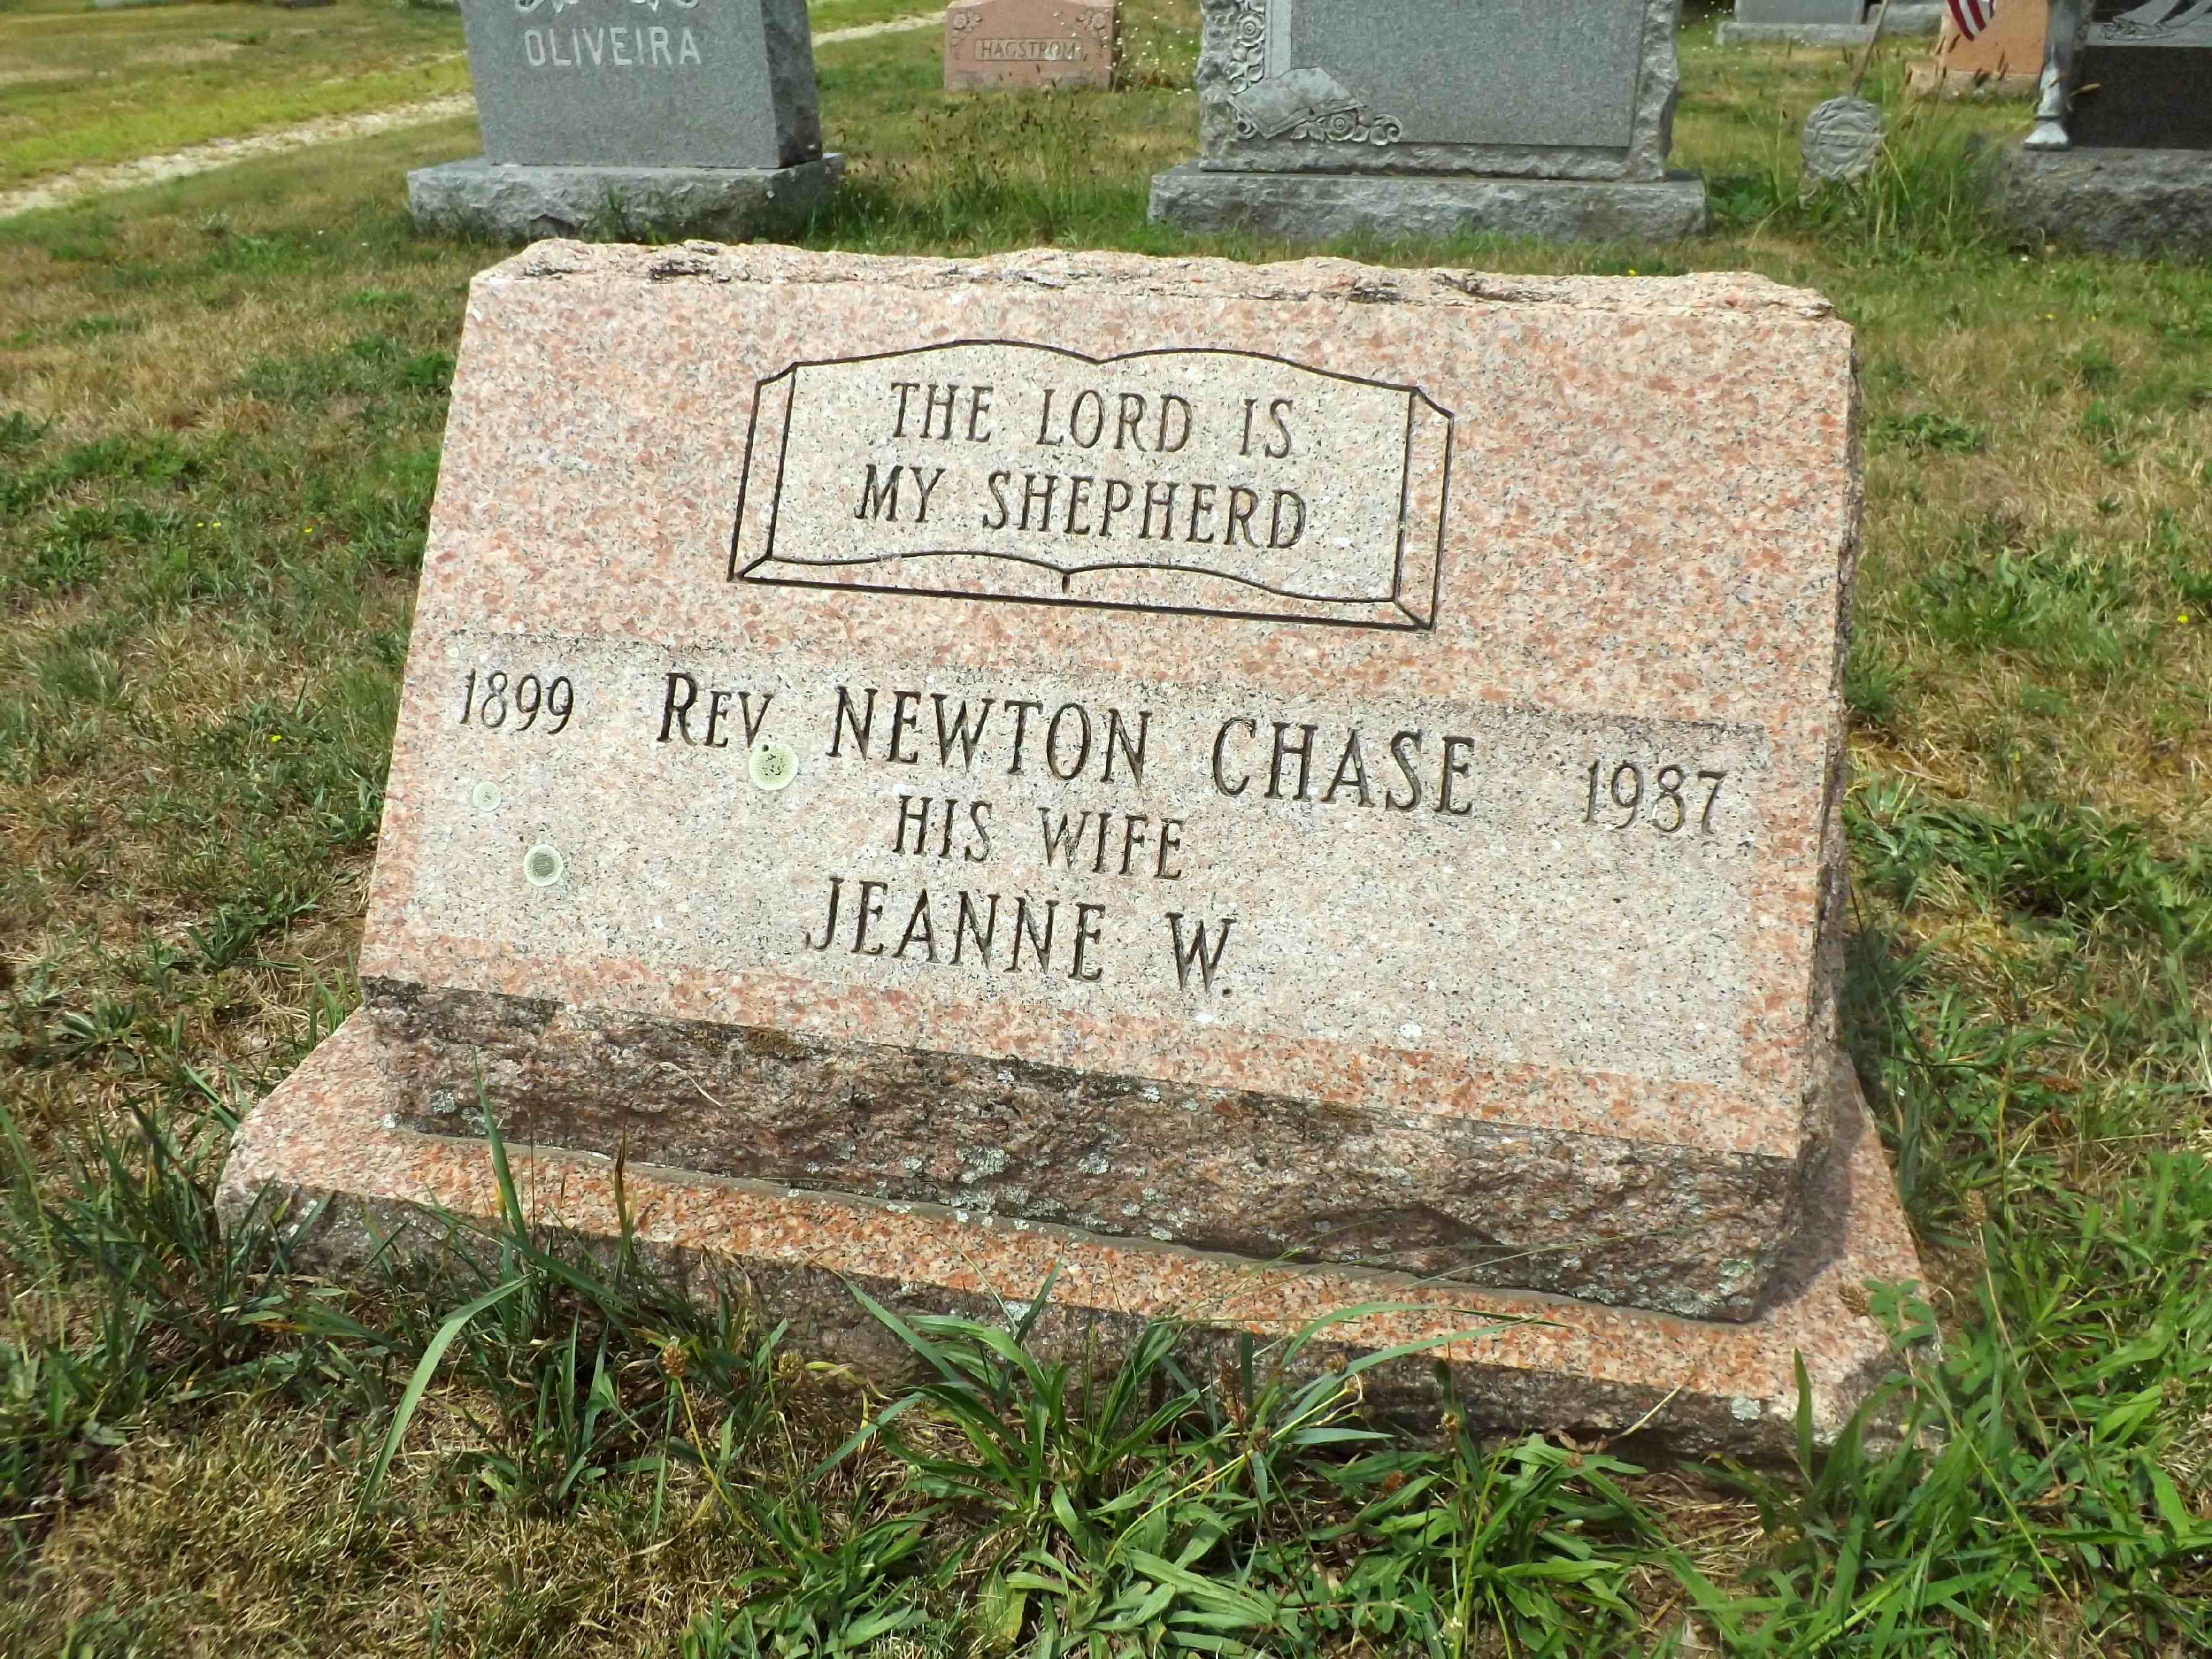 OLIVEIRA
HAGSTROM
THE LORD IS
MY SHEPHERD
1899 REV NEWTON CHASE 1987
HIS WIFE
JEANNE W.